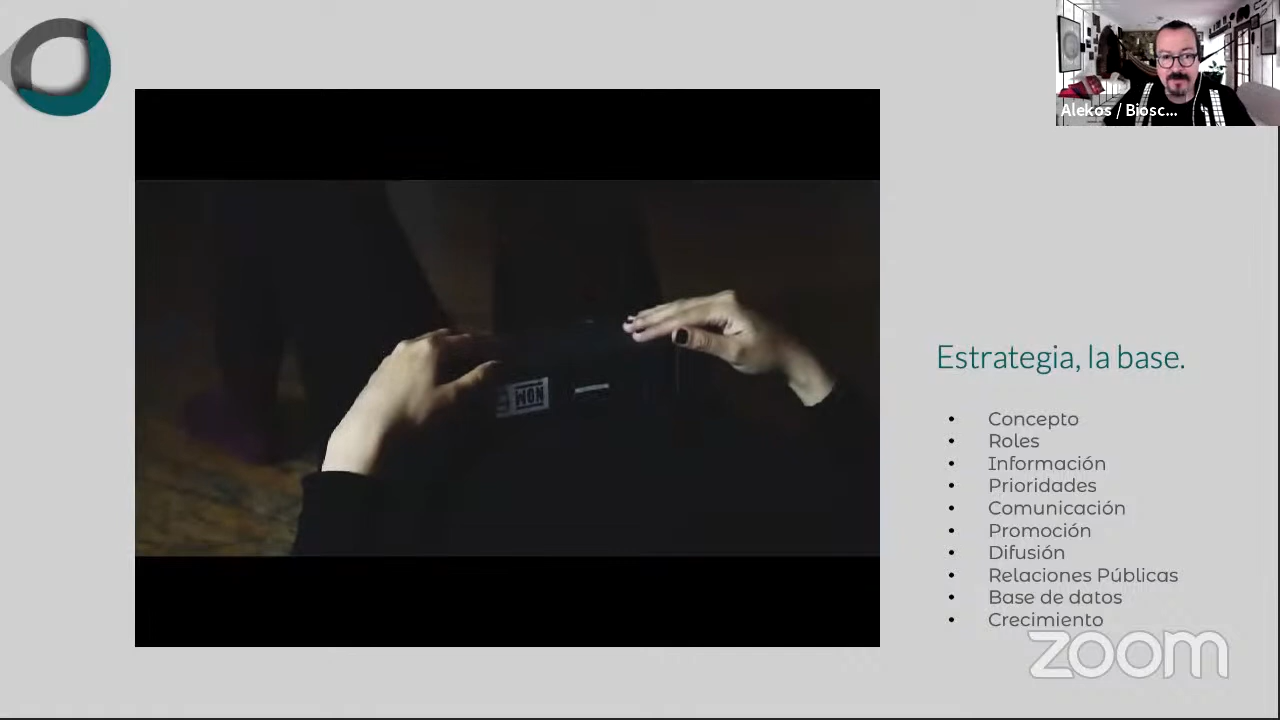 Alekos / Biosc...
Estrategia, la base.
• Concepto
• Roles
• Información
• Prioridades
• Comunicación
• Promoción
• Difusión
• Relaciones Públicas
• Base de datos
• Crecimiento
zoom